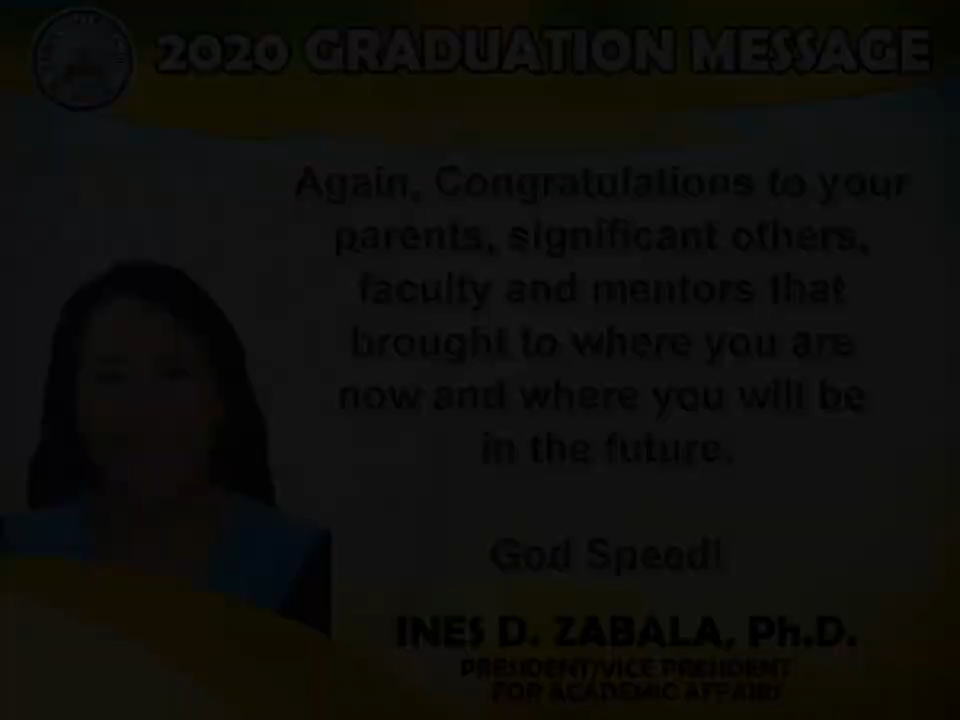 2020 GRADUATION MESSAGE
Again, Congratulations to your
parents, significant others,
faculty and mentors that
brought to where you are
now and where you will be
in the future.
God Speed!
INES D. ZABALA, Ph.D.
PRESIDENT/VICE PRESIDENT
FOR ACADEMIC AFFAIRS